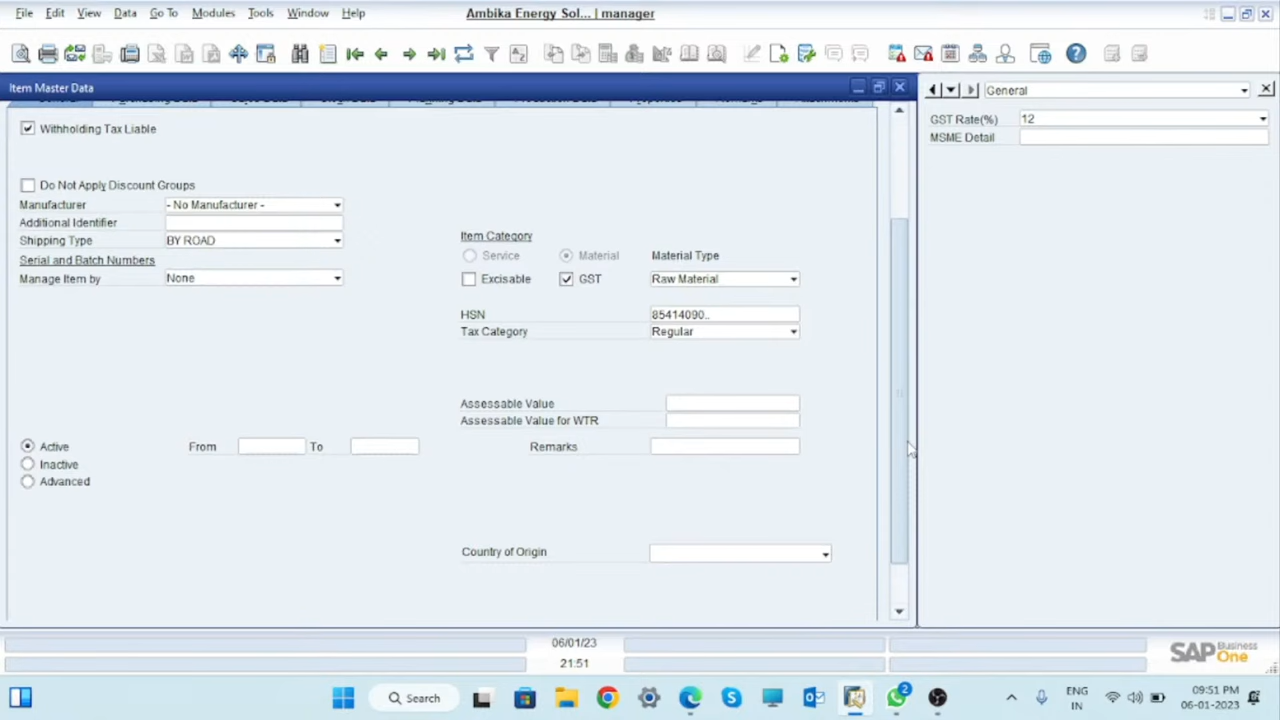 File Edit View Data Go To Modules Tools Window Help Ambika Energy Sol... | manager
Item Master Data
General
GST Rate(%) 12
MSME Detail
Withholding Tax Liable
Do Not Apply Discount Groups
Manufacturer - No Manufacturer -
Additional Identifier
Shipping Type BY ROAD
Serial and Batch Numbers
Manage Item by None
Item Category
Service Material Material Type
Excisable GST Raw Material
HSN 85414090..
Tax Category Regular
Assessable Value
Assessable Value for WTR
Active From To Remarks
Inactive
Advanced
Country of Origin
06/01/23
21:51
SAP Business One
Search
2
ENG
IN
09:51 PM
06-01-2023